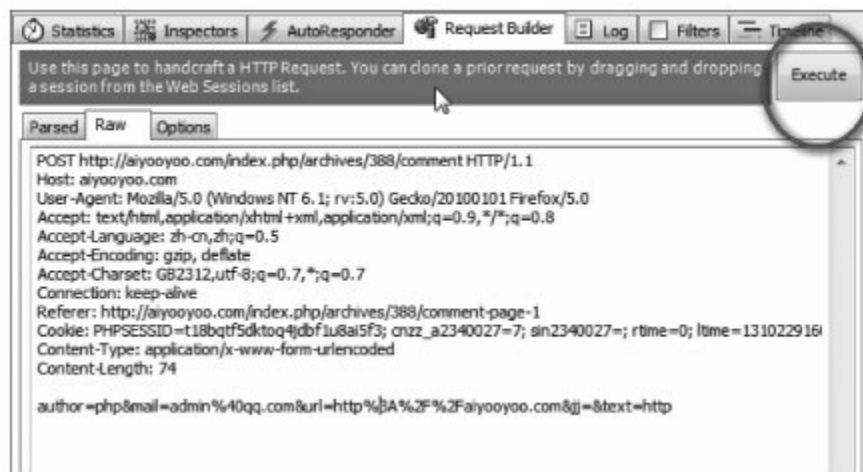 Statistics Inspectors AutoResponder Request Builder Log Filters Timeline
Use this page to handcraft a HTTP Request. You can clone a prior request by dragging and dropping
a session from the Web Sessions list.
Execute
Parsed Raw Options
POST http://aiyooyoo.com/index.php/archives/388/comment HTTP/1.1
Host: aiyooyoo.com
User-Agent: Mozilla/5.0 (Windows NT 6.1; rv:5.0) Gecko/20100101 Firefox/5.0
Accept: text/html,application/xhtml+xml,application/xml;q=0.9,*/*;q=0.8
Accept-Language: zh-cn,zh;q=0.5
Accept-Encoding: gzip, deflate
Accept-Charset: GB2312,utf-8;q=0.7,*;q=0.7
Connection: keep-alive
Referer: http://aiyooyoo.com/index.php/archives/388/comment-page-1
Cookie: PHPSESSID=t18bqtf5dktoq4jdbf1u8ai5f3; cnzz_a2340027=7; sin2340027=; rtime=0; ltime=131022916
Content-Type: application/x-www-form-urlencoded
Content-Length: 74
author=php&mail=admin%40qq.com&url=http%3A%2F%2Faiyooyoo.com&jj=&text=http